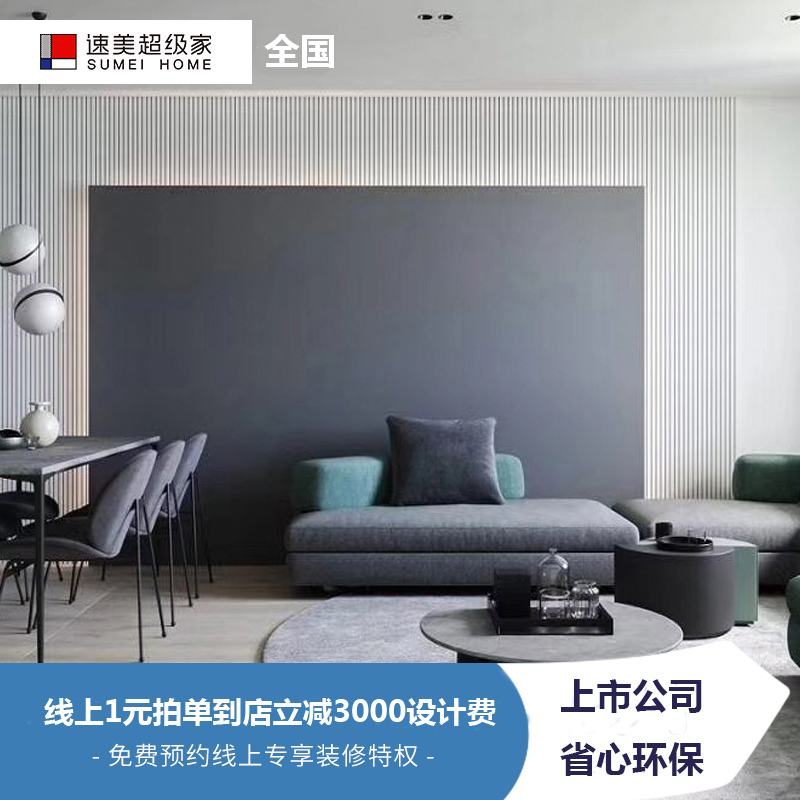 速美超级家
SUMEI HOME
全国
线上1元拍单到店立减3000设计费
- 免费预约线上专享装修特权 -
上市公司
省心环保